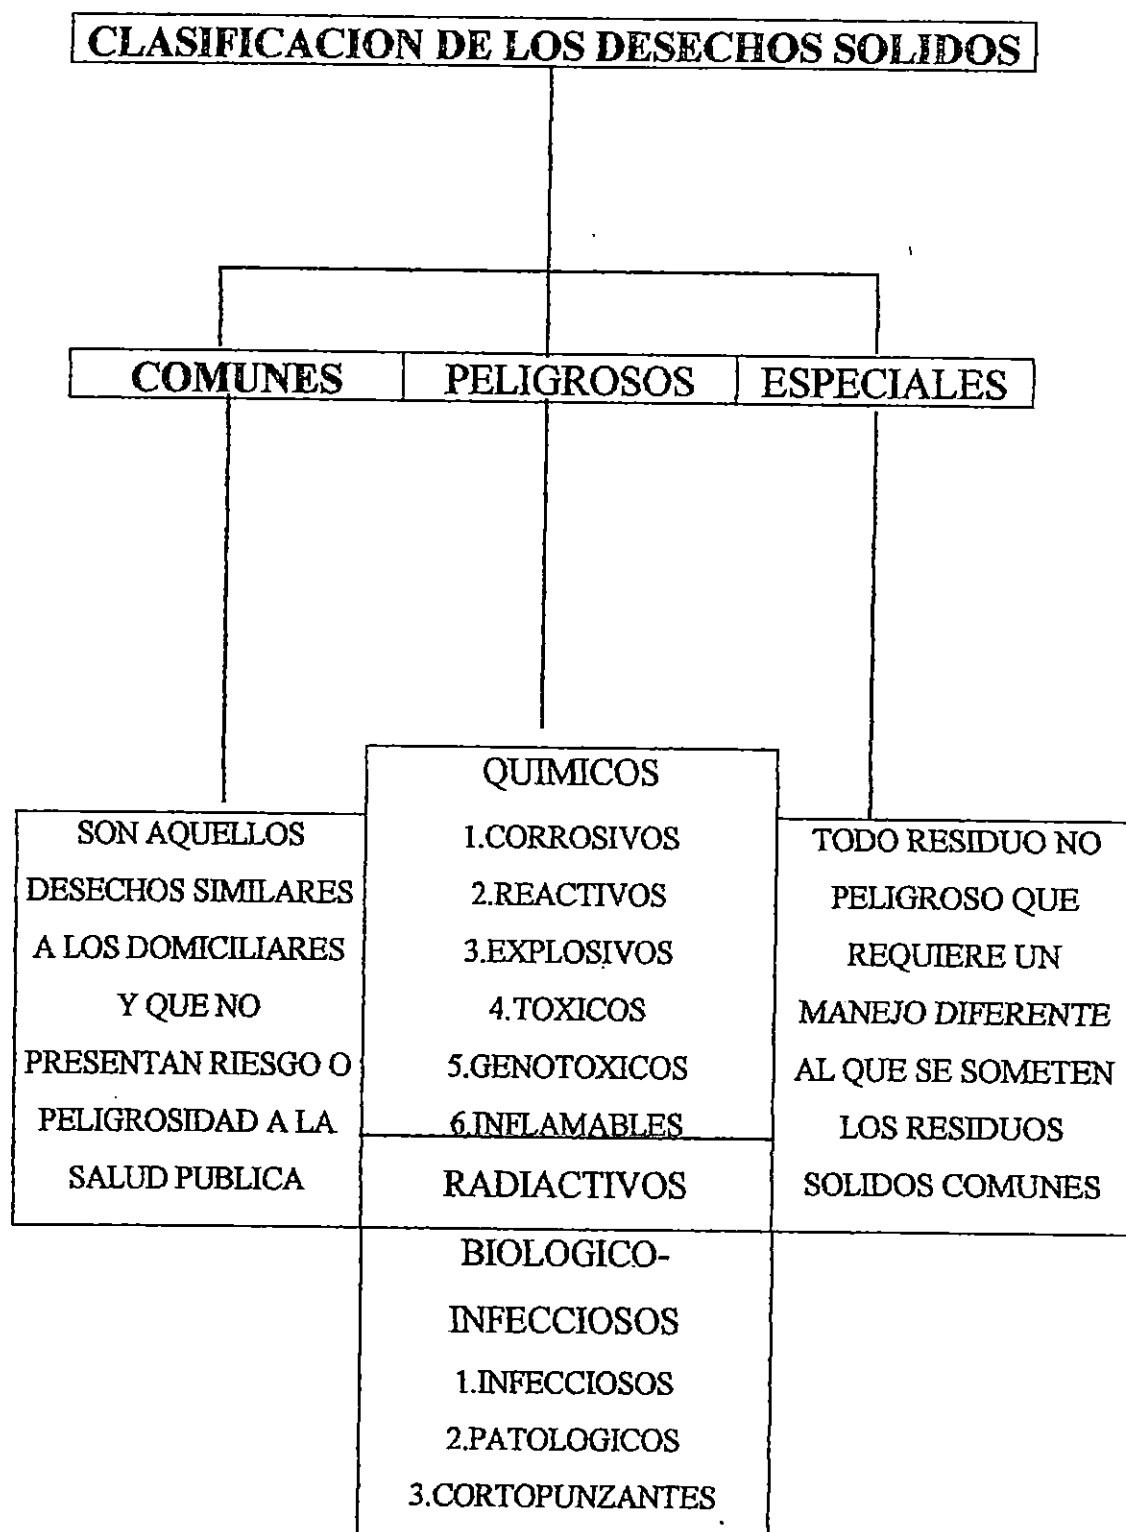 CLASIFICACION DE LOS DESECHOS SOLIDOS
COMUNES
PELIGROSOS
ESPECIALES
SON AQUELLOS
DESECHOS SIMILARES
A LOS DOMICILIARES
Y QUE NO
PRESENTAN RIESGO O
PELIGROSIDAD A LA
SALUD PUBLICA
QUIMICOS
1.CORROSIVOS
2.REACTIVOS
3.EXPLOSIVOS
4.TOXICOS
5.GENOTOXICOS
6.INFLAMABLES
RADIACTIVOS
BIOLOGICO-
INFECCIOSOS
1.INFECCIOSOS
2.PATOLOGICOS
3.CORTOPUNZANTES
TODO RESIDUO NO
PELIGROSO QUE
REQUIERE UN
MANEJO DIFERENTE
AL QUE SE SOMETEN
LOS RESIDUOS
SOLIDOS COMUNES